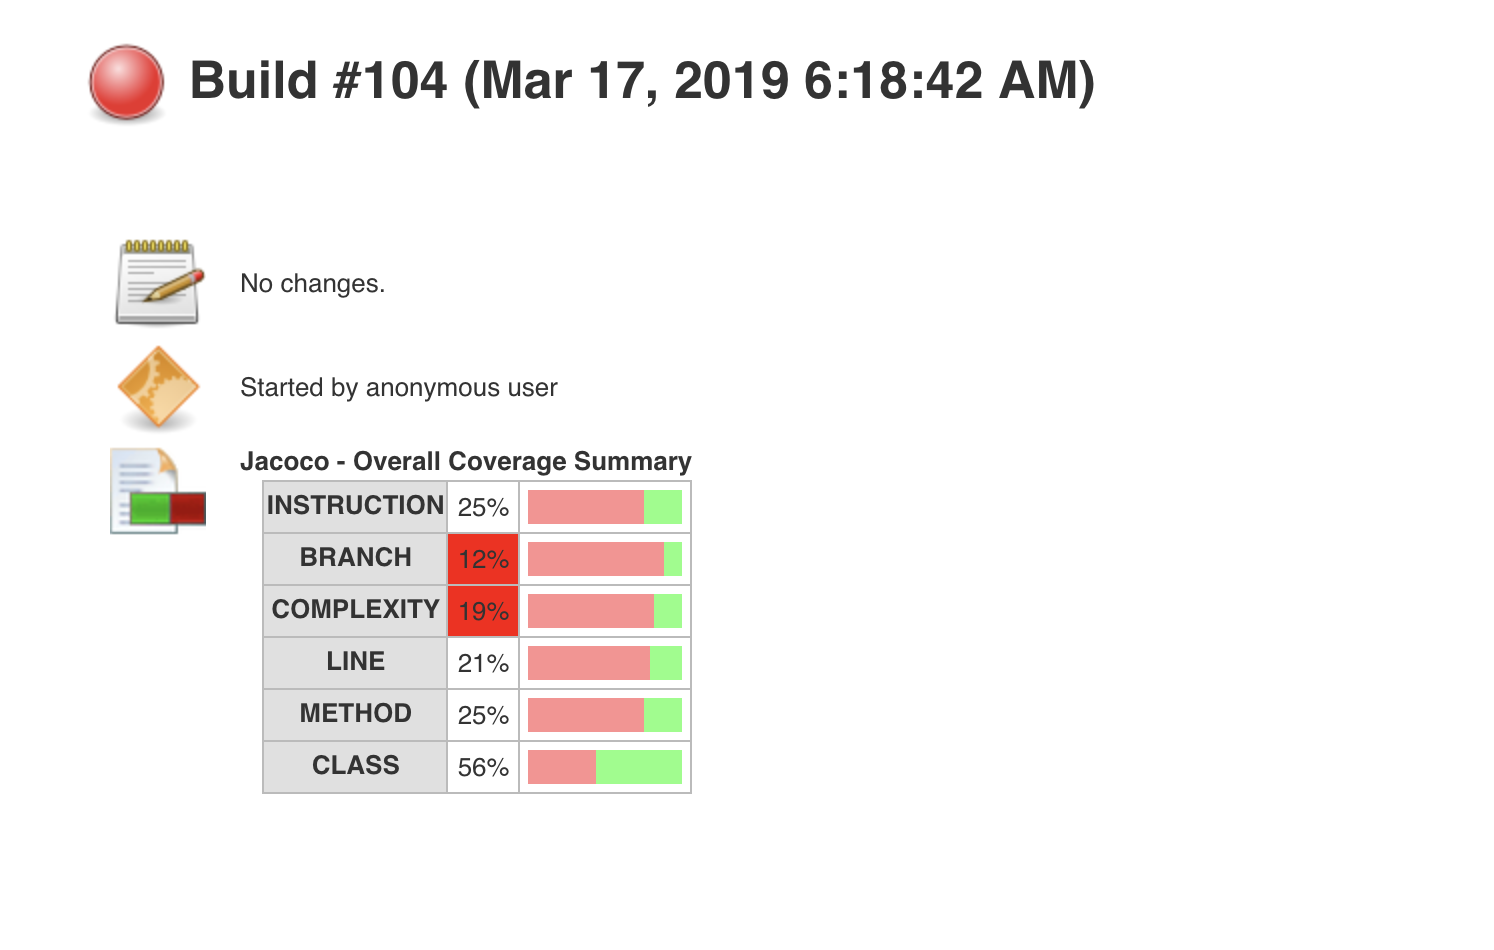 Build #104 (Mar 17, 2019 6:18:42 AM)
No changes.
Started by anonymous user
Jacoco - Overall Coverage Summary
INSTRUCTION 25%
BRANCH 12%
COMPLEXITY 19%
LINE 21%
METHOD 25%
CLASS 56%